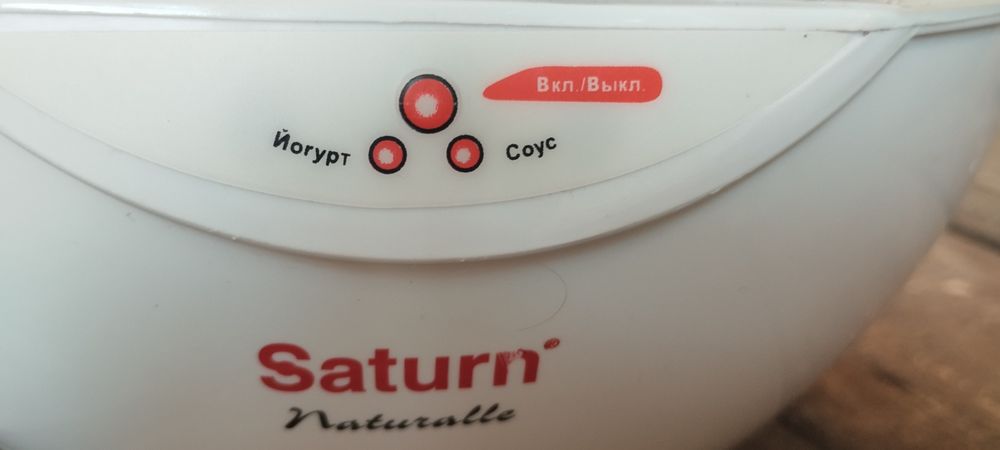 Вкл./Выкл.
Йогурт
Соус
Saturn
Naturalle